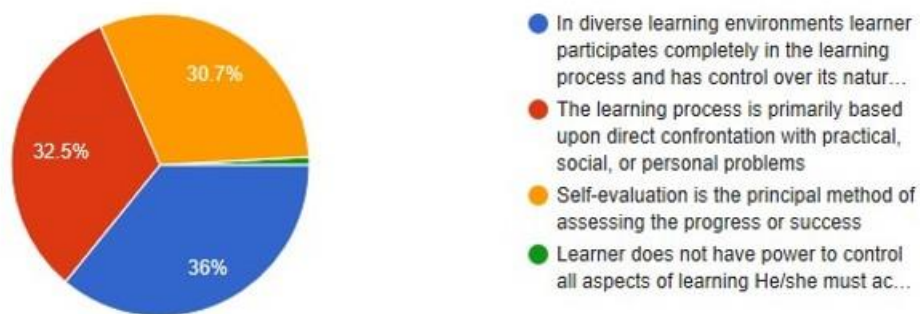 30.7%
32.5%
36%
In diverse learning environments learner
participates completely in the learning
process and has control over its natur...
The learning process is primarily based
upon direct confrontation with practical,
social, or personal problems
Self-evaluation is the principal method of
assessing the progress or success
Learner does not have power to control
all aspects of learning He/she must ac...